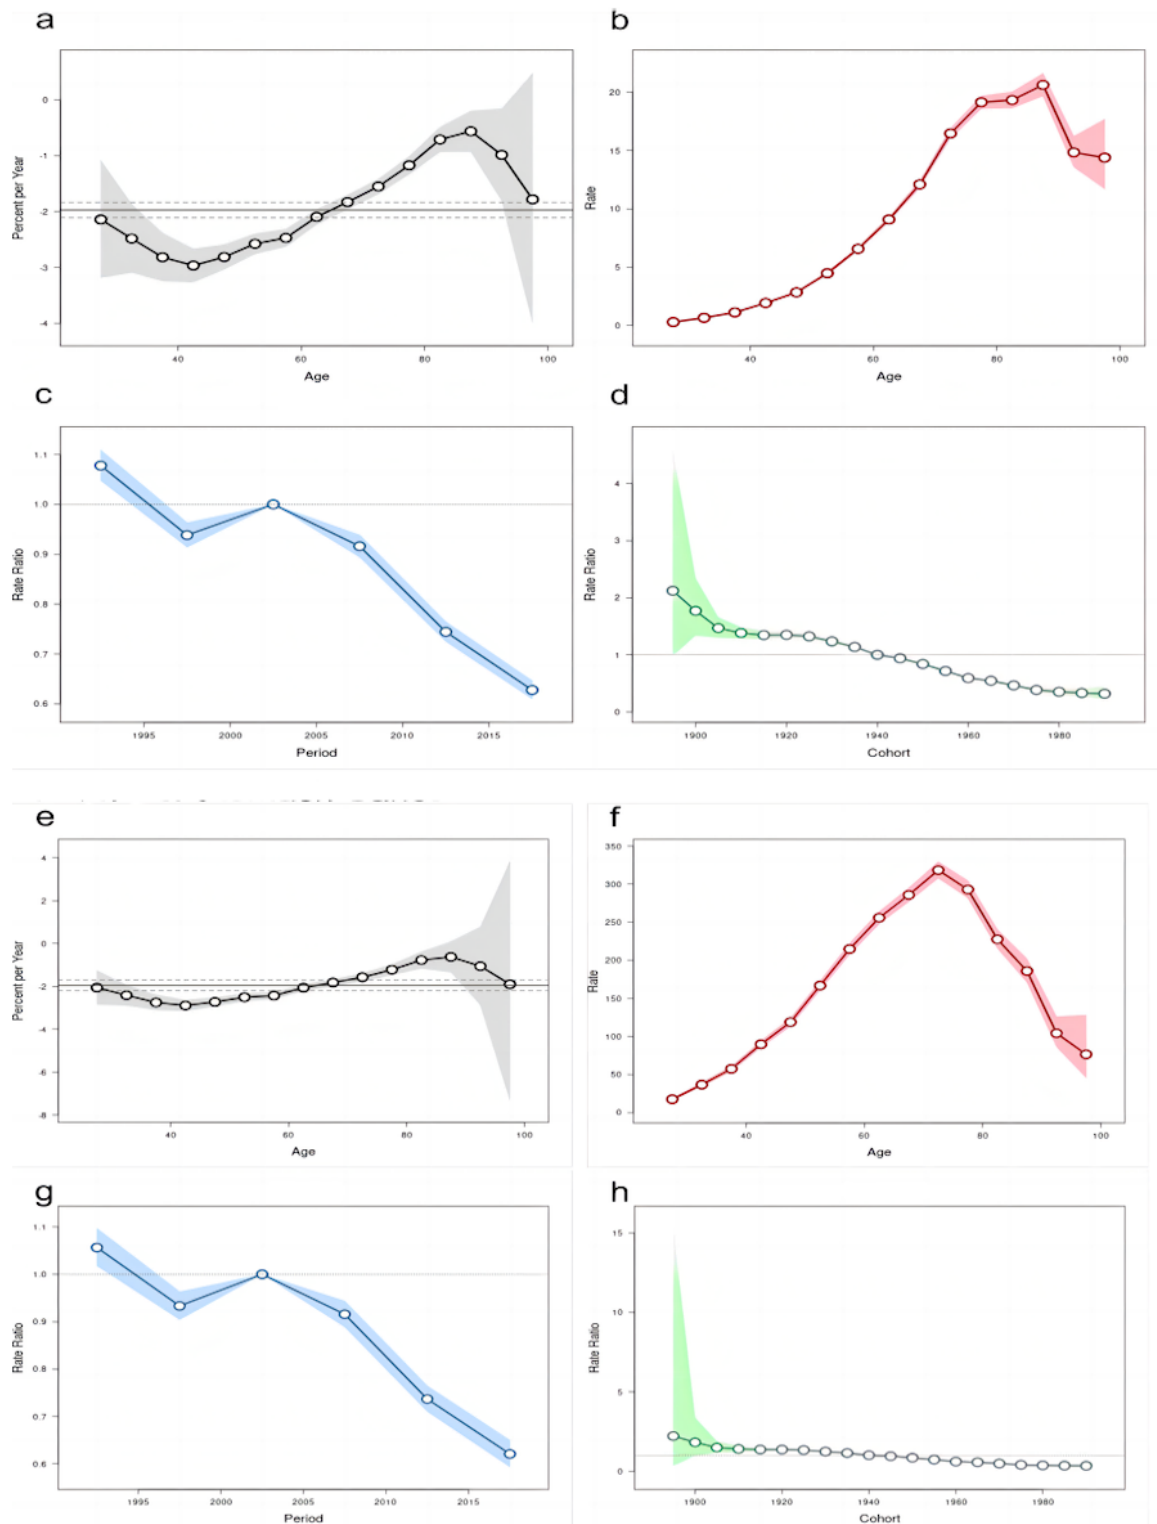 a
0
-1
-2
-3
-4
Percent per Year
40 60 80 100
Age
b
20
15
10
5
0
Rate
40 60 80 100
Age
c
1.1
1.0
0.9
0.8
0.7
0.6
Rate Ratio
1995 2000 2005 2010 2015
Period
d
4
3
2
1
0
Rate Ratio
1900 1920 1940 1960 1980
Cohort
e
4
2
0
-2
-4
-6
-8
Percent per Year
40 60 80 100
Age
f
350
300
250
200
150
100
50
0
Rate
40 60 80 100
Age
g
1.1
1.0
0.9
0.8
0.7
0.6
Rate Ratio
1995 2000 2005 2010 2015
Period
h
15
10
5
0
Rate Ratio
1900 1920 1940 1960 1980
Cohort